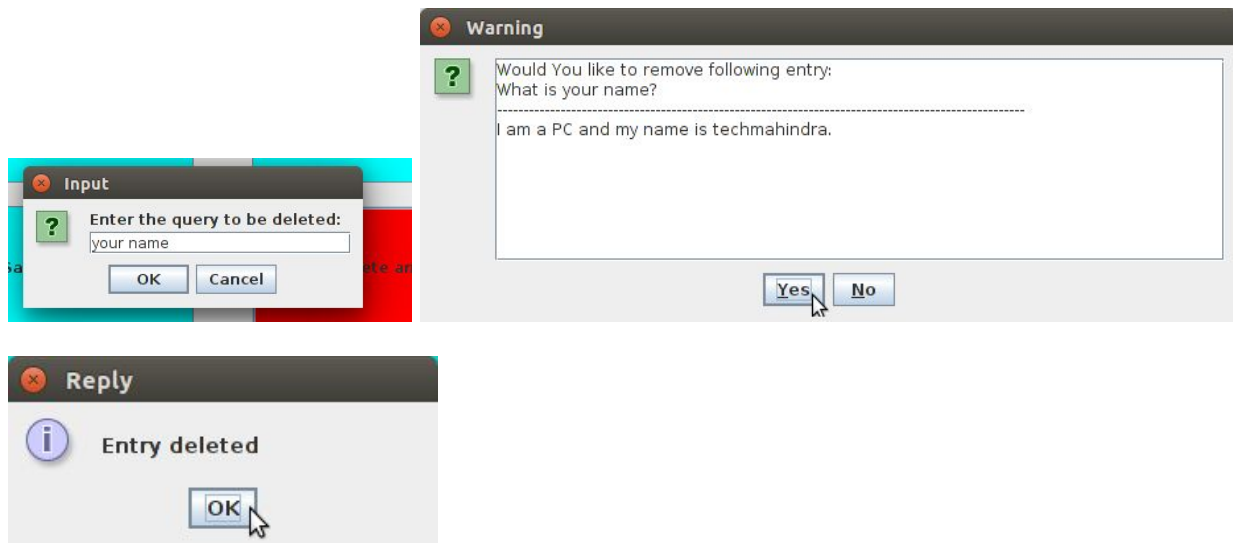 Warning
Would You like to remove following entry:
What is your name?
--------------------------------------------------------------------------------------------------------
I am a PC and my name is techmahindra.
Yes No
Input
Enter the query to be deleted:
your name
OK Cancel
Reply
Entry deleted
OK